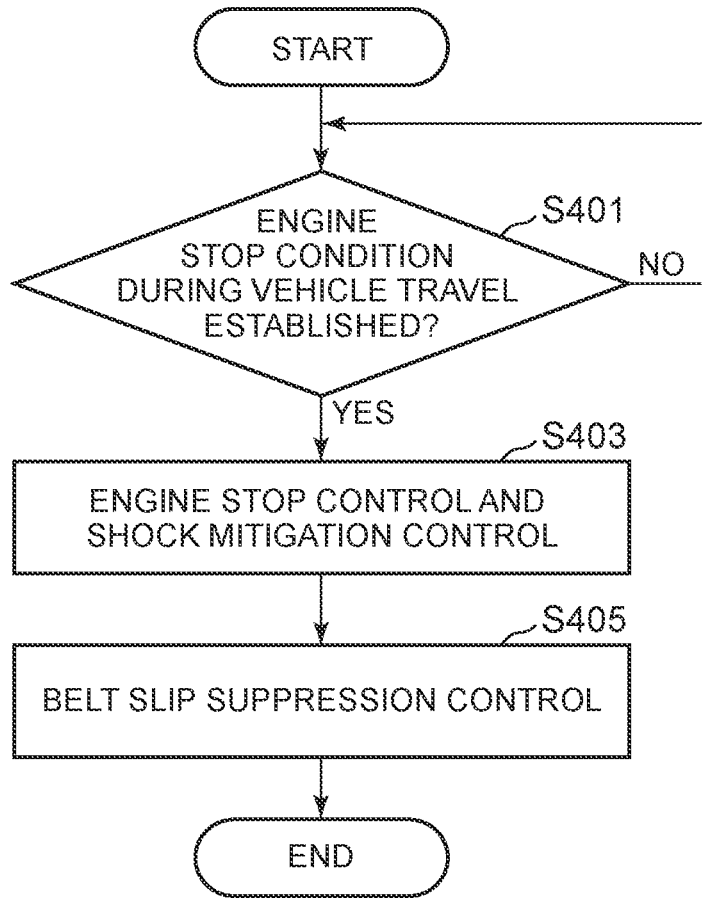 START
S401
ENGINE
STOP CONDITION
DURING VEHICLE TRAVEL
ESTABLISHED?
NO
YES
S403
ENGINE STOP CONTROL AND
SHOCK MITIGATION CONTROL
S405
BELT SLIP SUPPRESSION CONTROL
END